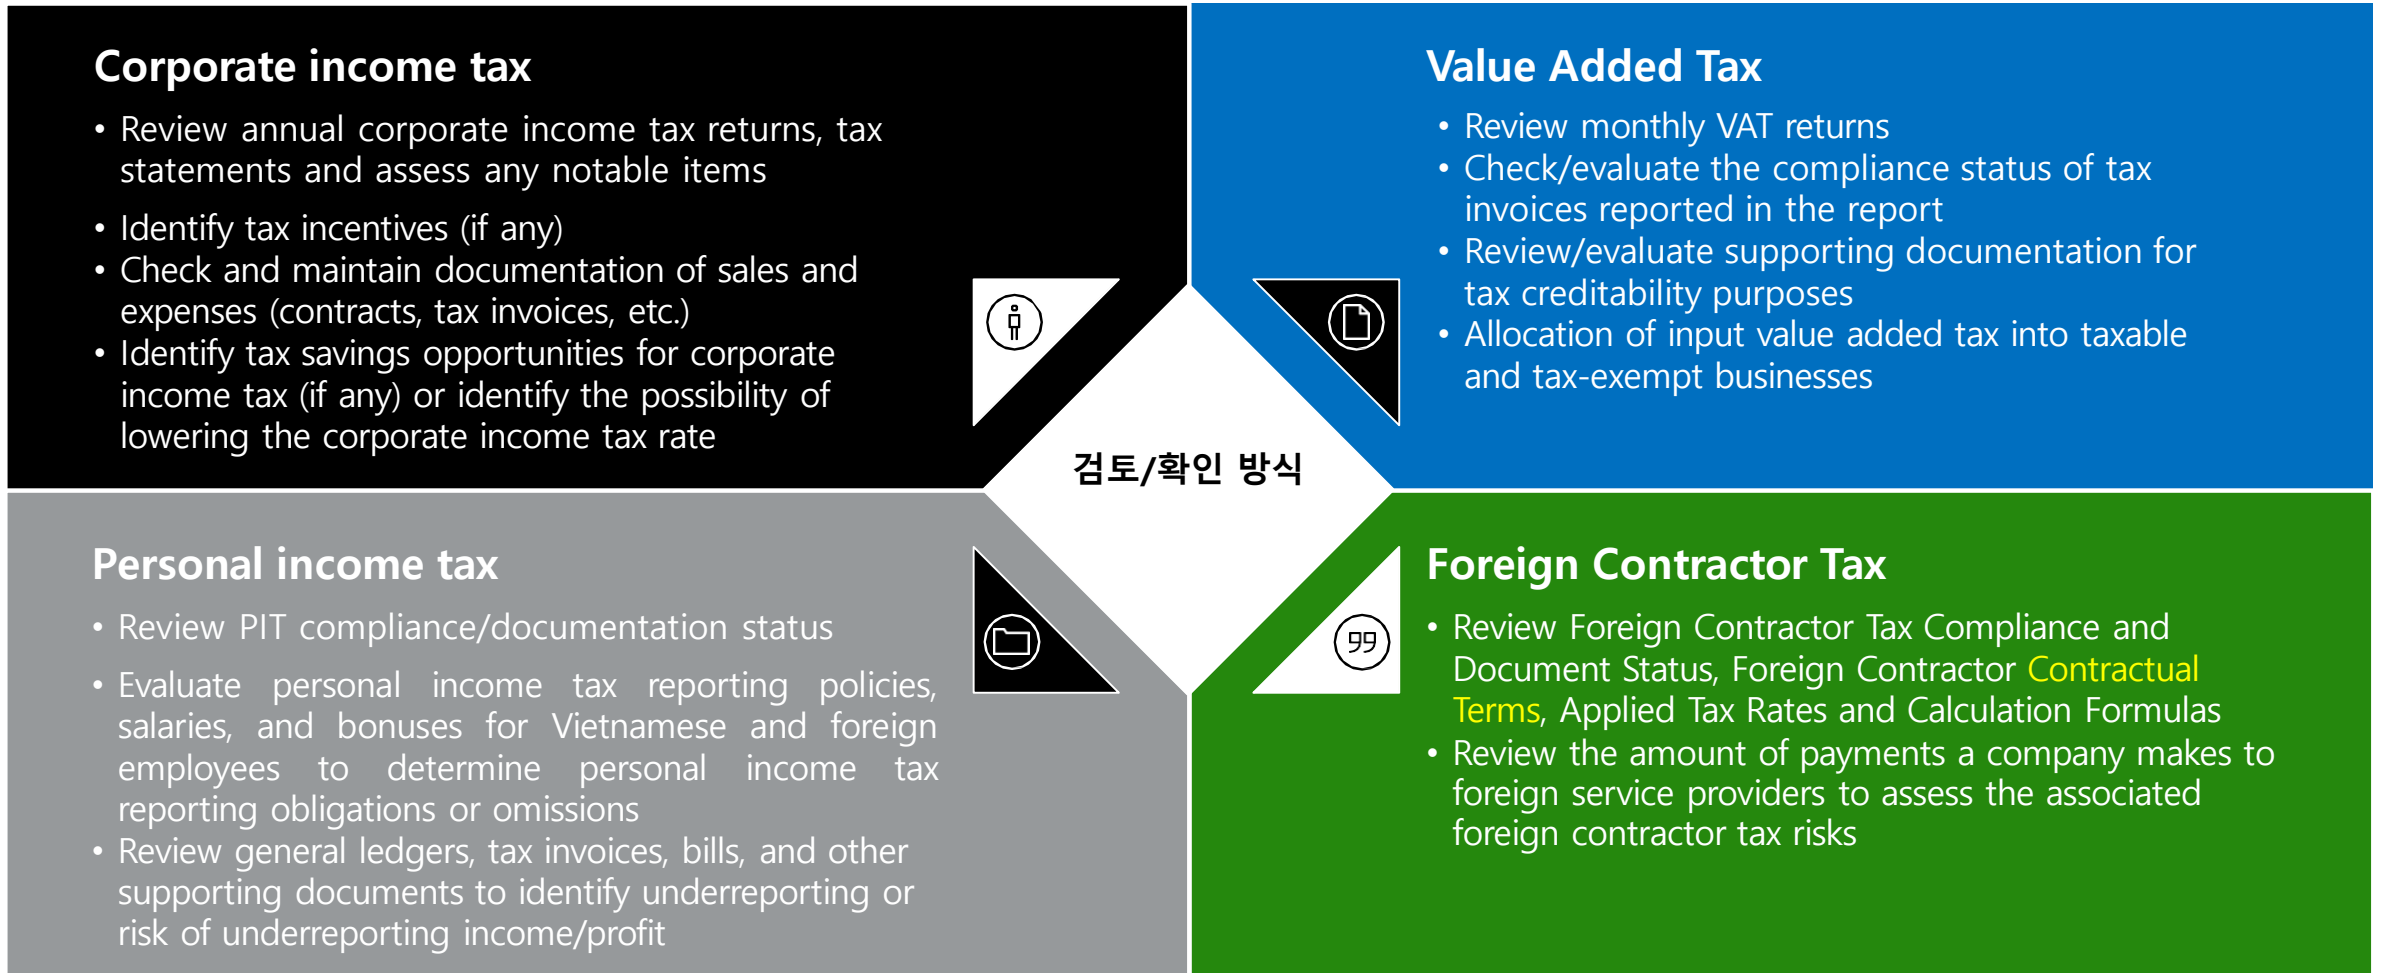 Corporate income tax
• Review annual corporate income tax returns, tax
statements and assess any notable items
• Identify tax incentives (if any)
• Check and maintain documentation of sales and
expenses (contracts, tax invoices, etc.)
• Identify tax savings opportunities for corporate
income tax (if any) or identify the possibility of
lowering the corporate income tax rate
Value Added Tax
• Review monthly VAT returns
• Check/evaluate the compliance status of tax
invoices reported in the report
• Review/evaluate supporting documentation for
tax creditability purposes
• Allocation of input value added tax into taxable
and tax-exempt businesses
검토/확인 방식
Personal income tax
• Review PIT compliance/documentation status
• Evaluate personal income tax reporting policies,
salaries, and bonuses for Vietnamese and foreign
employees to determine personal income tax
reporting obligations or omissions
• Review general ledgers, tax invoices, bills, and other
supporting documents to identify underreporting or
risk of underreporting income/profit
Foreign Contractor Tax
• Review Foreign Contractor Tax Compliance and
Document Status, Foreign Contractor Contractual
Terms, Applied Tax Rates and Calculation Formulas
• Review the amount of payments a company makes to
foreign service providers to assess the associated
foreign contractor tax risks